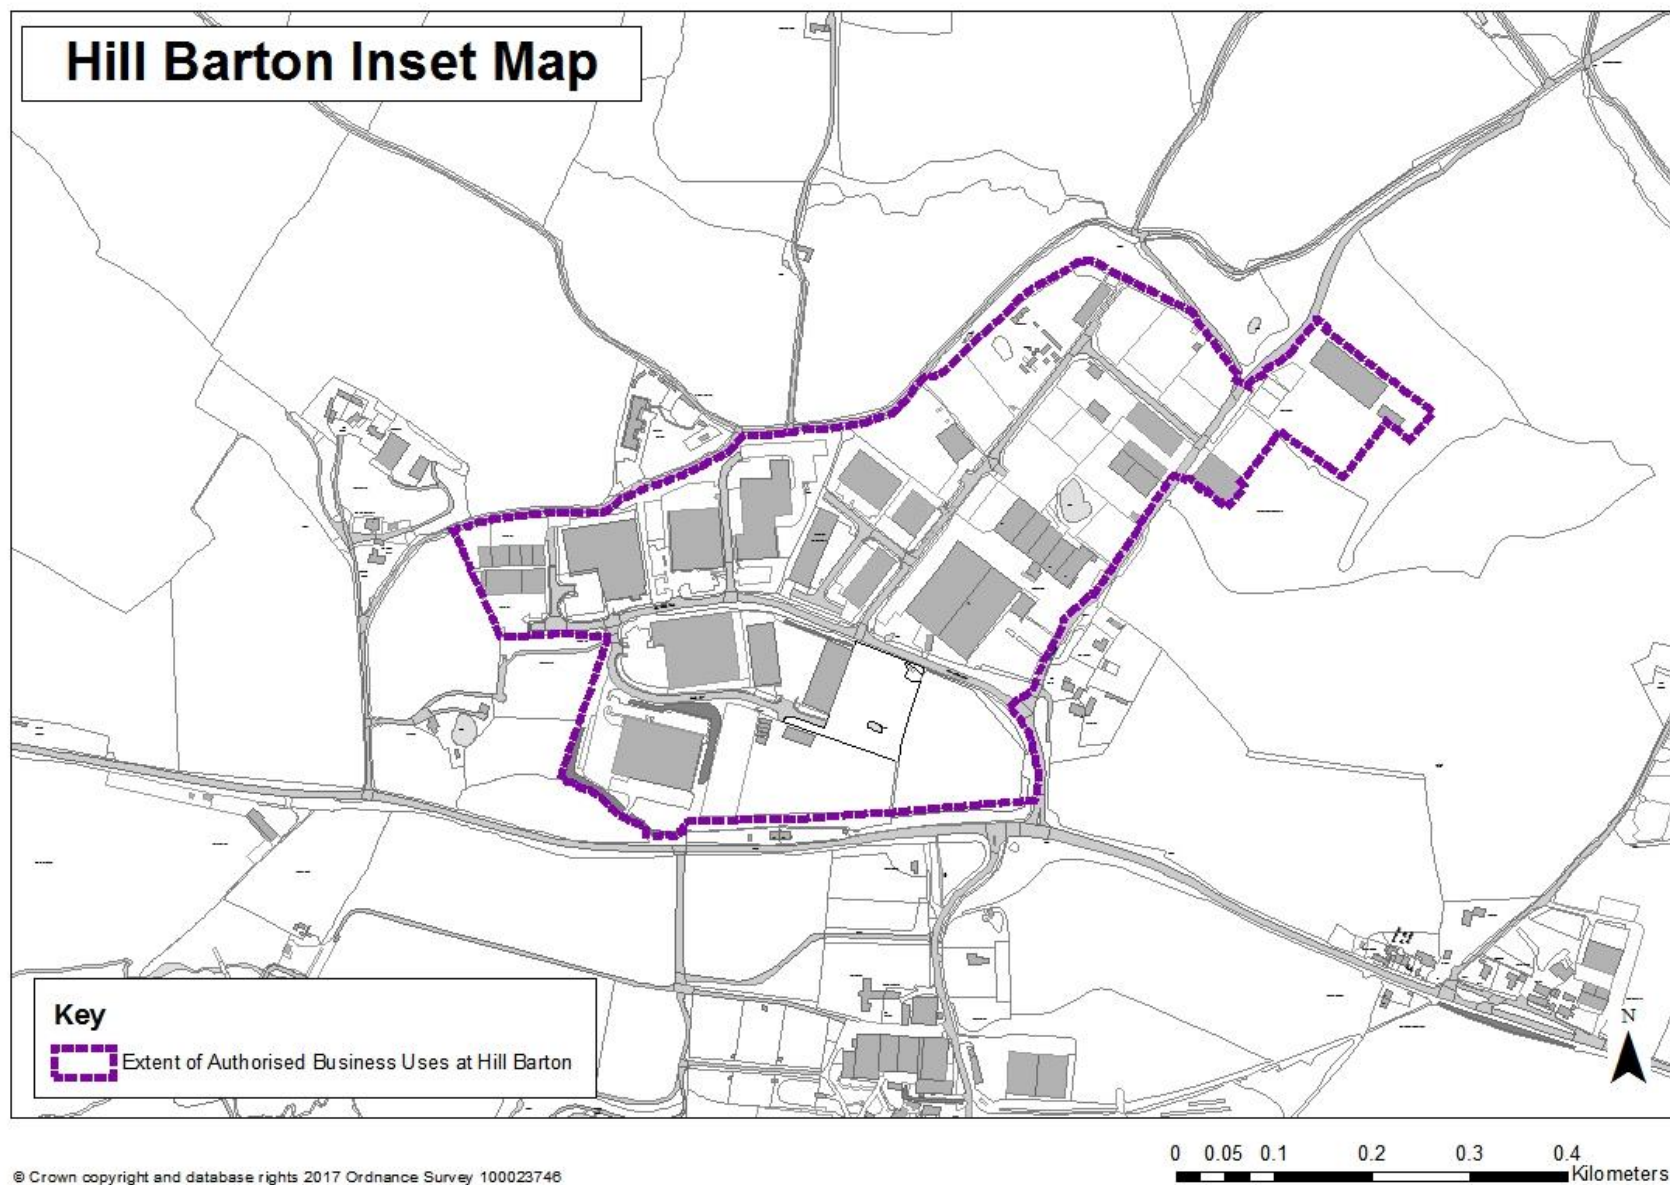 Hill Barton Inset Map
Key
Extent of Authorised Business Uses at Hill Barton
N
0 0.05 0.1 0.2 0.3 0.4
Kilometers
© Crown copyright and database rights 2017 Ordnance Survey 100023746